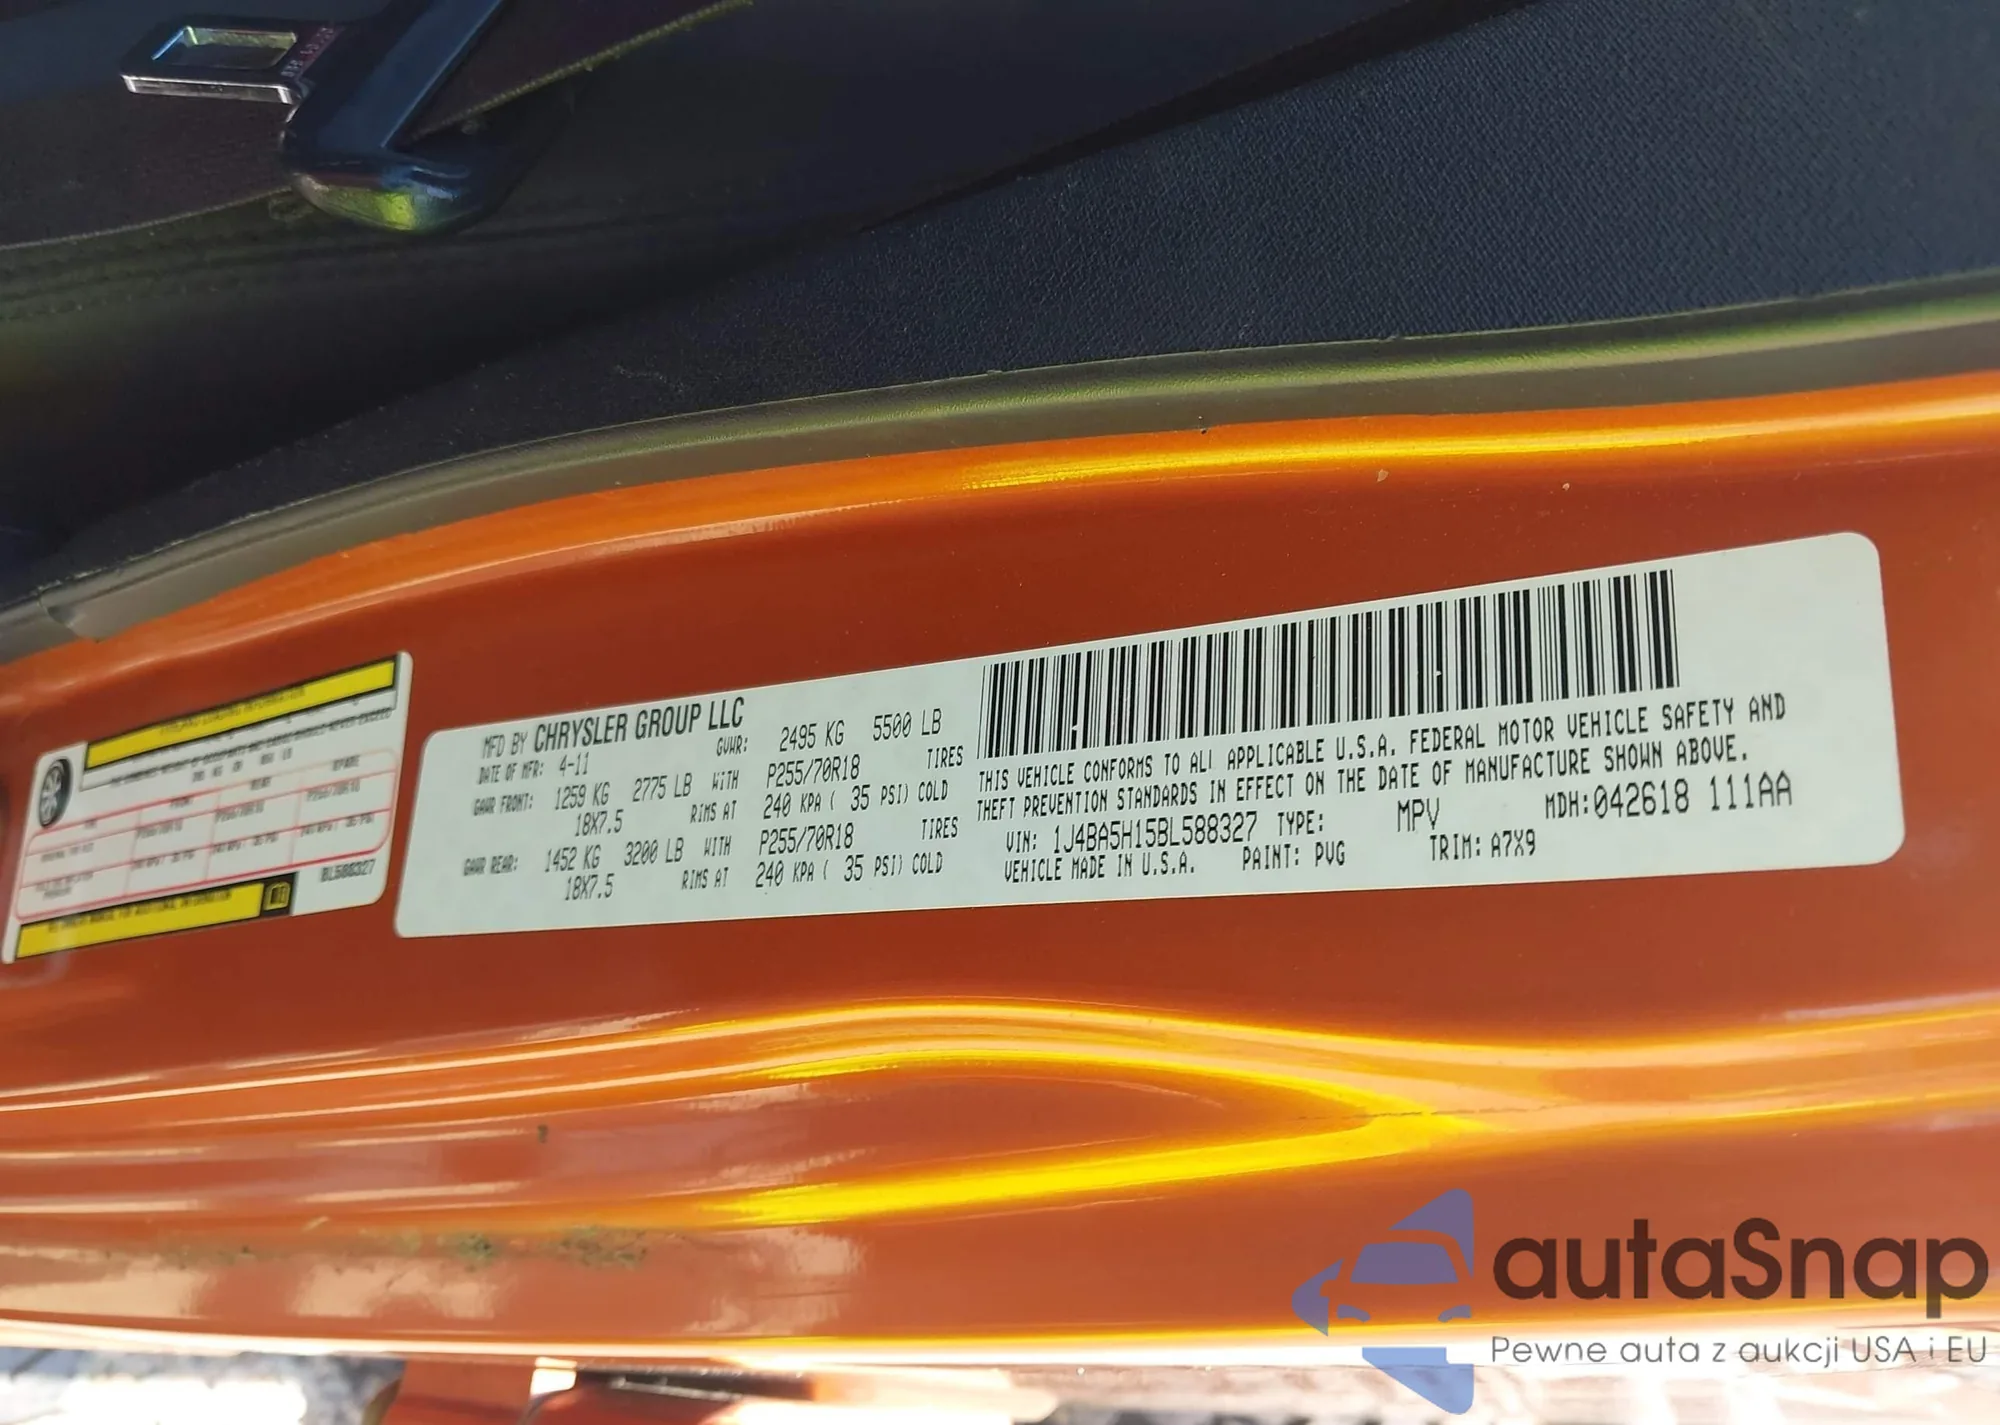 MFD BY CHRYSLER GROUP LLC
DATE OF MFR: 4-11
GVWR: 2495 KG 5500 LB
GAWR FRONT: 1259 KG 2775 LB WITH P255/70R18 TIRES
18X7.5 RIMS AT 240 KPA ( 35 PSI) COLD
GAWR REAR: 1452 KG 3200 LB WITH P255/70R18 TIRES
18X7.5 RIMS AT 240 KPA ( 35 PSI) COLD
THIS VEHICLE CONFORMS TO ALL APPLICABLE U.S.A. FEDERAL MOTOR VEHICLE SAFETY AND
THEFT PREVENTION STANDARDS IN EFFECT ON THE DATE OF MANUFACTURE SHOWN ABOVE.
VIN: 1J4BA5H15BL588327 TYPE: MPV MDH:042618 111AA
VEHICLE MADE IN U.S.A. PAINT: PVG TRIM: A7X9
BL588327
autaSnap
Pewne auta z aukcji USA i EU